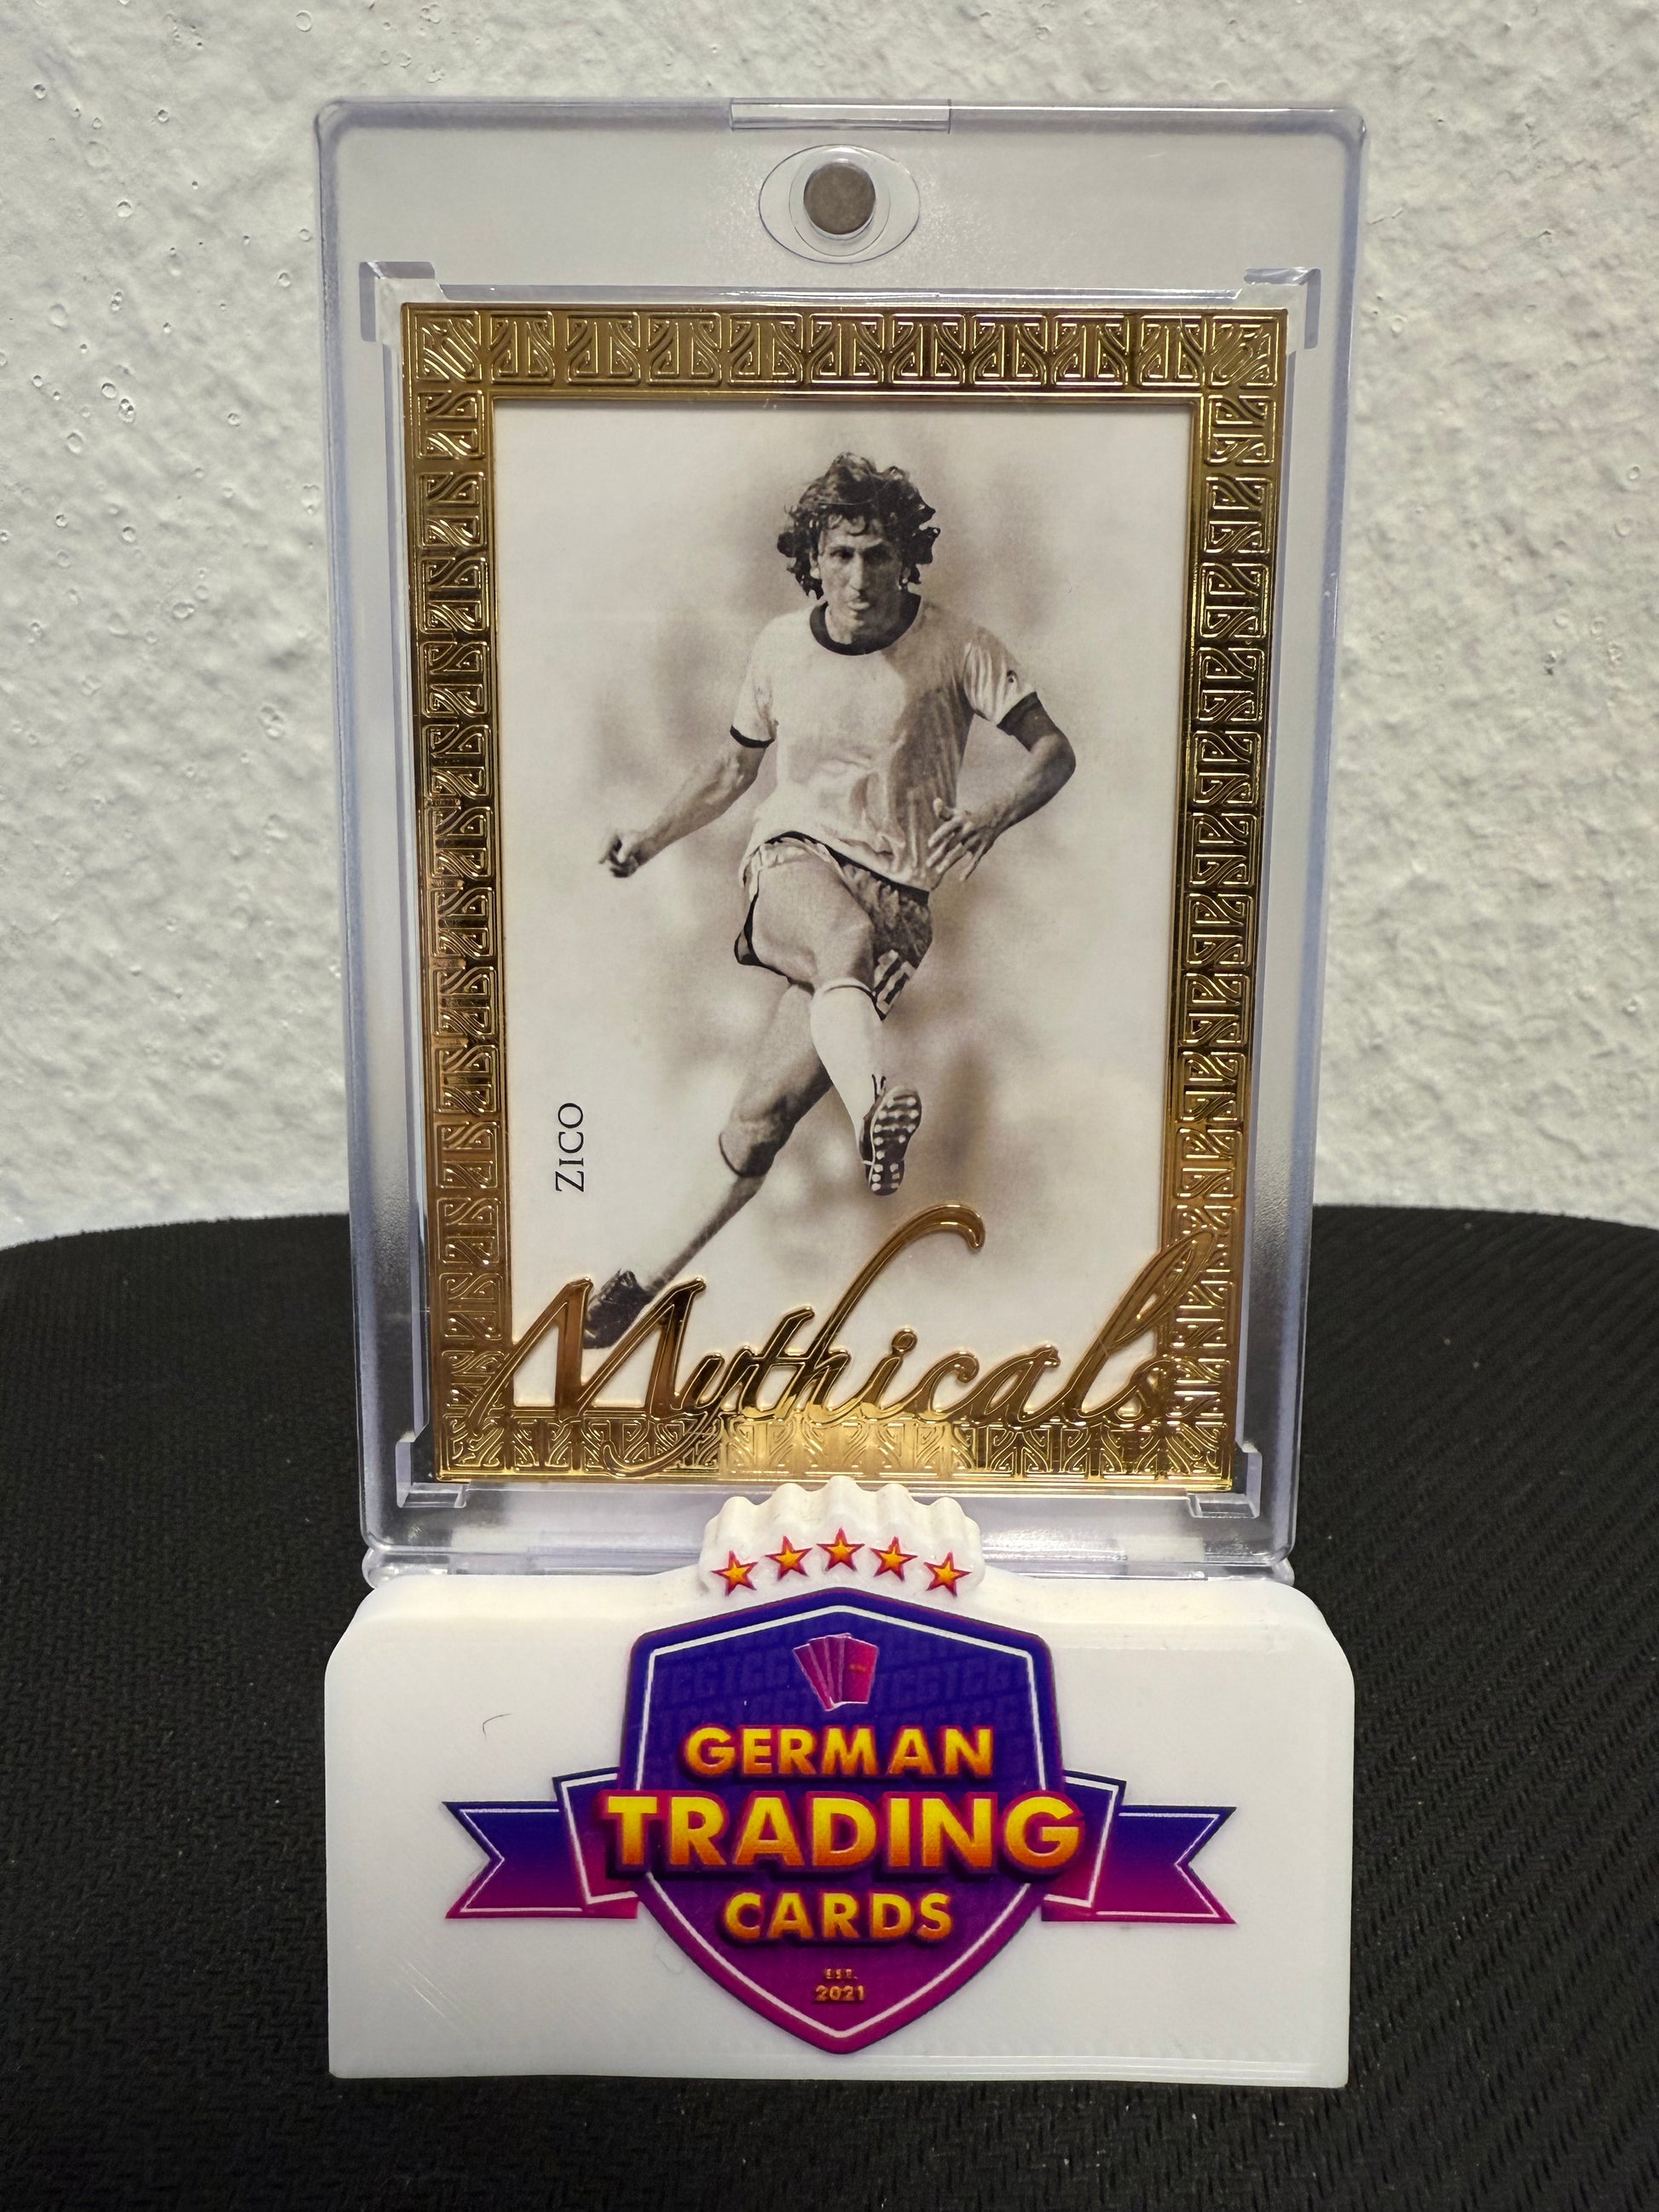 ZICO
Mythicals
GERMAN
TRADING
CARDS
EST.
2021